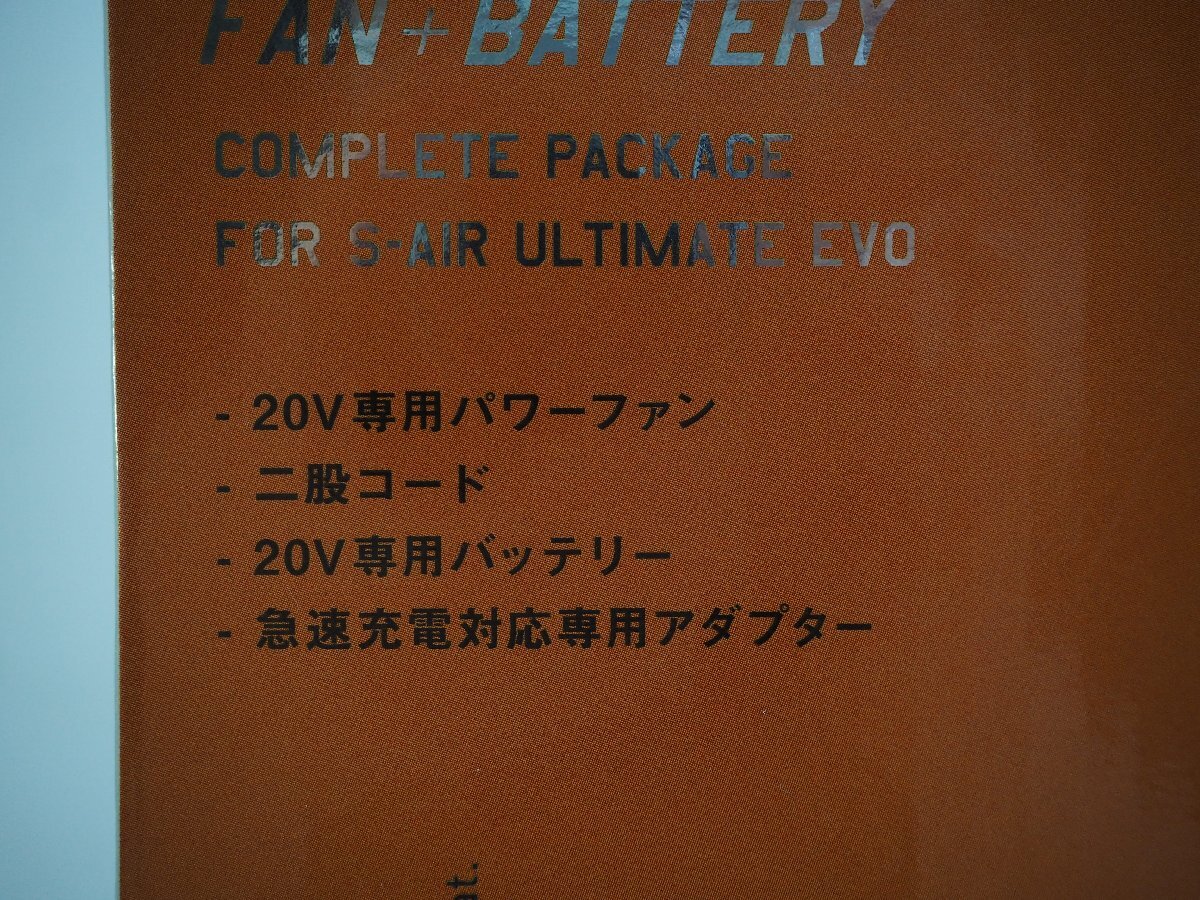 FAN+BATTERY
COMPLETE PACKAGE
FOR S-AIR ULTIMATE EVO
- 20V専用パワーファン
- 二股コード
- 20V専用バッテリー
- 急速充電対応専用アダプター
at.